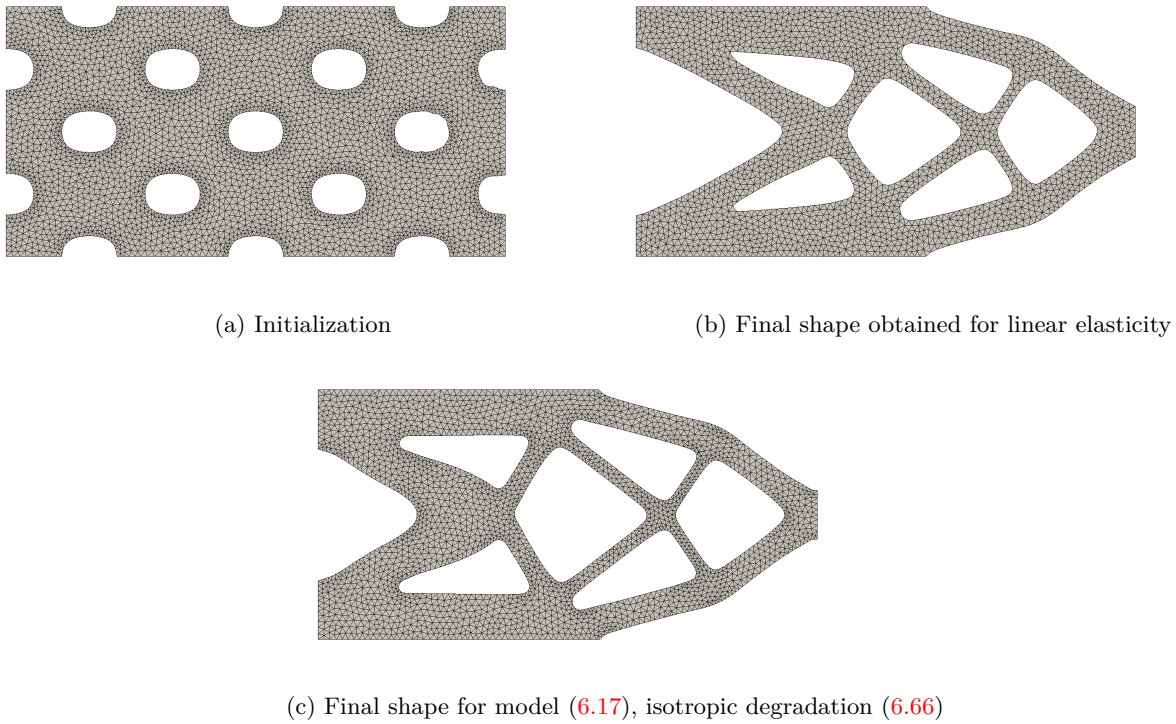 (a) Initialization
(b) Final shape obtained for linear elasticity
(c) Final shape for model (6.17), isotropic degradation (6.66)